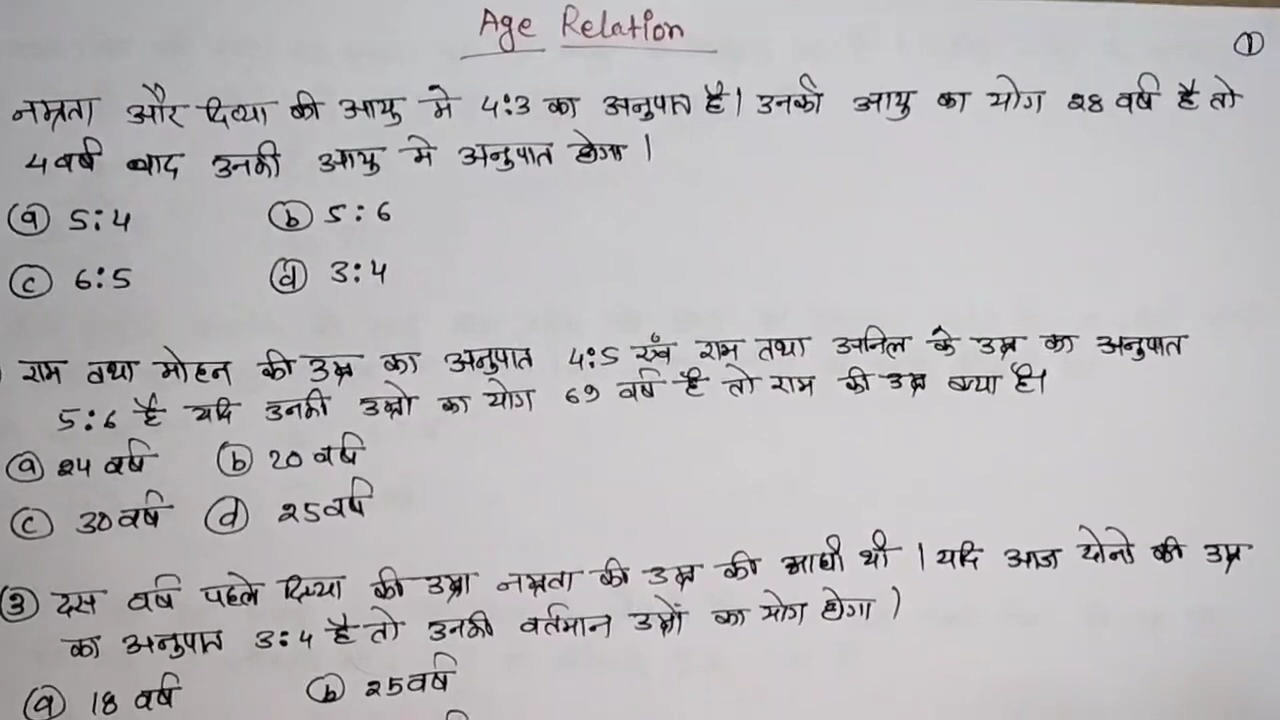 Age Relation
①
नम्रता और दिव्या की आयु मे 4:3 का अनुपात है। उनकी आयु का योग 28 वर्ष है तो
4 वर्ष बाद उनकी आयु मे अनुपात होगा।
ⓐ 5:4 ⓑ 5:6
ⓒ 6:5 ⓓ 3:4
राम तथा मोहन की उम्र का अनुपात 4:5 एवं राम तथा अनिल के उम्र का अनुपात
5:6 है यदि उनकी उम्रो का योग 69 वर्ष है तो राम की उम्र क्या है।
ⓐ 24 वर्ष ⓑ 20 वर्ष
ⓒ 30 वर्ष ⓓ 25 वर्ष
③ दस वर्ष पहले दिव्या की उम्र नम्रता की उम्र की आधी थी। यदि आज दोनो की उम्र
का अनुपात 3:4 है तो उनकी वर्तमान उम्रों का योग होगा)
ⓐ 18 वर्ष ⓑ 25 वर्ष